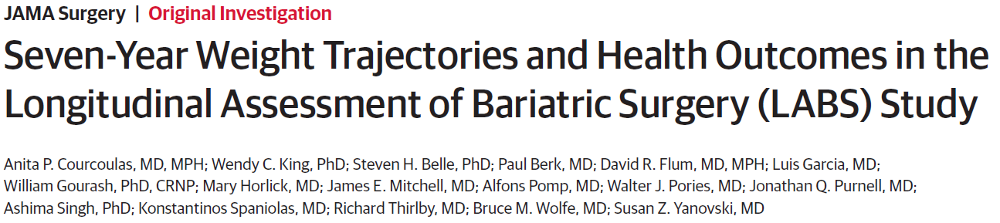 JAMA Surgery | Original Investigation
Seven-Year Weight Trajectories and Health Outcomes in the
Longitudinal Assessment of Bariatric Surgery (LABS) Study
Anita P. Courcoulas, MD, MPH; Wendy C. King, PhD; Steven H. Belle, PhD; Paul Berk, MD; David R. Flum, MD, MPH; Luis Garcia, MD;
William Gourash, PhD, CRNP; Mary Horlick, MD; James E. Mitchell, MD; Alfons Pomp, MD; Walter J. Pories, MD; Jonathan Q. Purnell, MD;
Ashima Singh, PhD; Konstantinos Spaniolas, MD; Richard Thirlby, MD; Bruce M. Wolfe, MD; Susan Z. Yanovski, MD